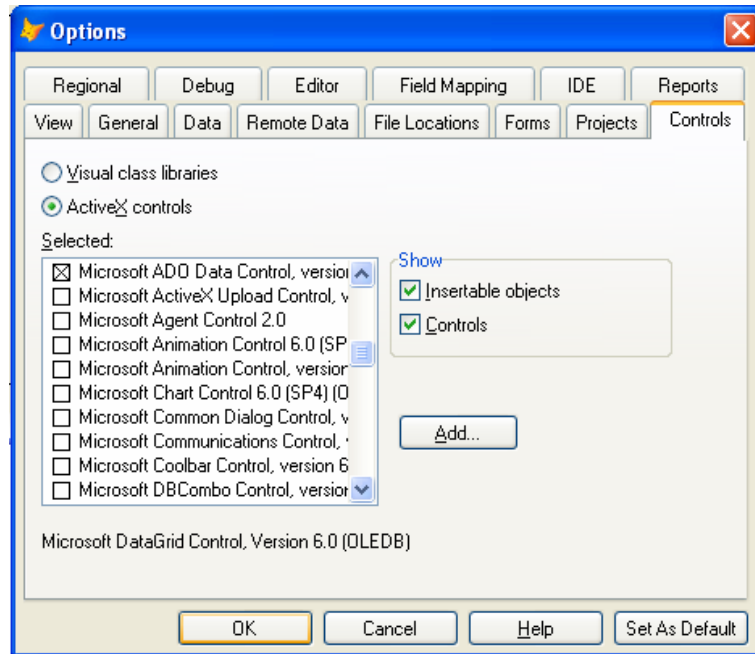 Options
Regional Debug Editor Field Mapping IDE Reports
View General Data Remote Data File Locations Forms Projects Controls
Visual class libraries
ActiveX controls
Selected:
Show
Microsoft ADO Data Control, version
Insertable objects
Microsoft ActiveX Upload Control, v
Microsoft Agent Control 2.0
Controls
Microsoft Animation Control 6.0 (SP
Microsoft Animation Control, version
Microsoft Chart Control 6.0 (SP4) (O
Microsoft Common Dialog Control, v
Add...
Microsoft Communications Control,
Microsoft Coolbar Control, version 6
Microsoft DBCombo Control, version
Microsoft DataGrid Control, Version 6.0 (OLEDB)
OK Cancel Help Set As Default